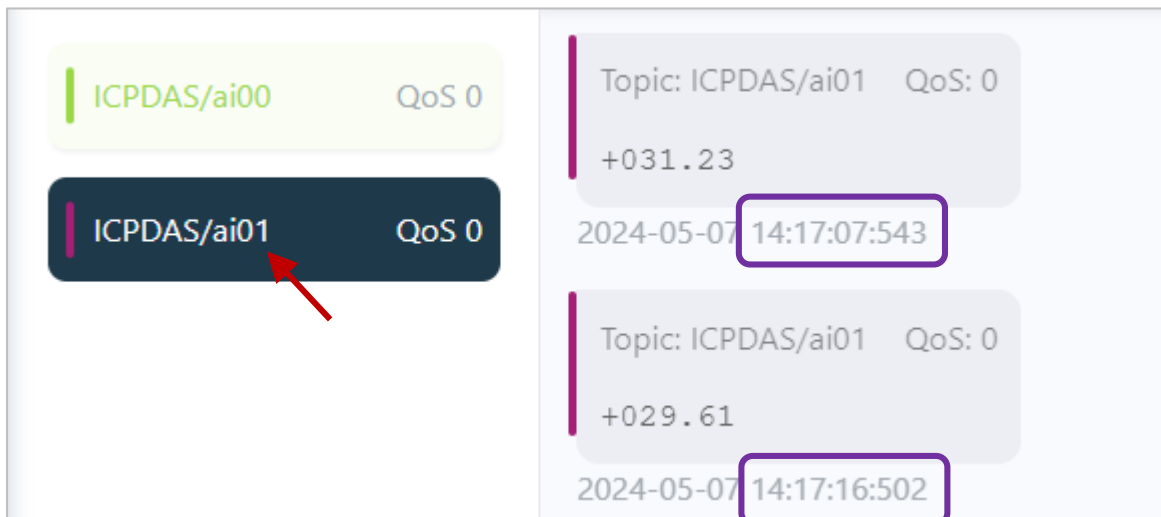 ICPDAS/ai00 QoS 0
ICPDAS/ai01 QoS 0
Topic: ICPDAS/ai01 QoS: 0
+031.23
2024-05-07 14:17:07:543
Topic: ICPDAS/ai01 QoS: 0
+029.61
2024-05-07 14:17:16:502